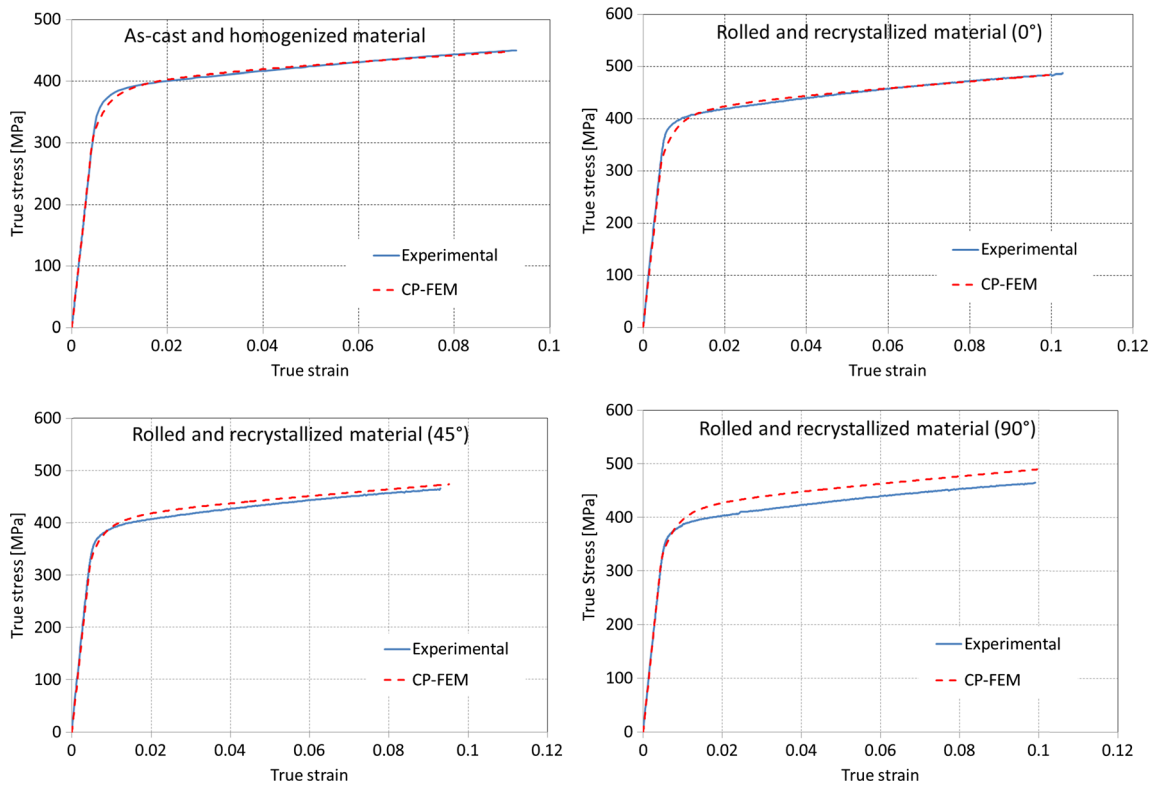 As-cast and homogenized material
True stress [MPa]
500
400
300
200
100
0
Experimental
CP-FEM
0 0.02 0.04 0.06 0.08 0.1
True strain
Rolled and recrystallized material (0°)
True stress [MPa]
600
500
400
300
200
100
0
Experimental
CP-FEM
0 0.02 0.04 0.06 0.08 0.1 0.12
True strain
Rolled and recrystallized material (45°)
True stress [MPa]
600
500
400
300
200
100
0
Experimental
CP-FEM
0 0.02 0.04 0.06 0.08 0.1 0.12
True strain
Rolled and recrystallized material (90°)
True Stress [MPa]
600
500
400
300
200
100
0
Experimental
CP-FEM
0 0.02 0.04 0.06 0.08 0.1 0.12
True strain